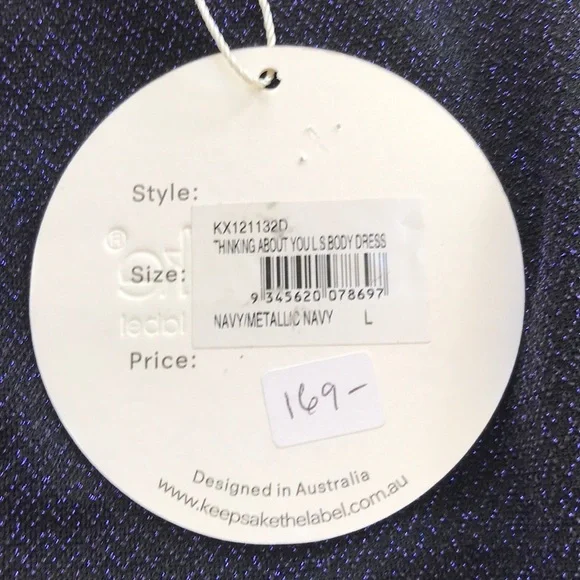 Style:
KX121132D
THINKING ABOUT YOU L S BODY DRESS
Size:
9 345620 078697
NAVY/METALLIC NAVY L
Price:
169-
Designed in Australia
www.keepsakethelabel.com.au